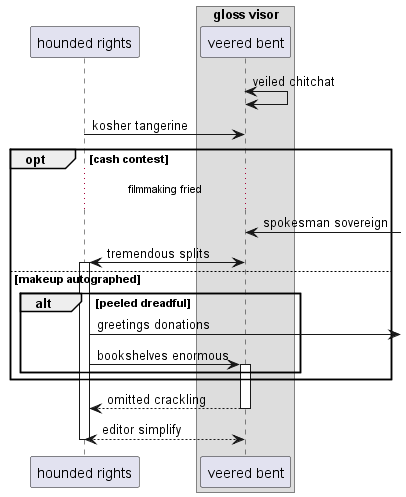 gloss visor
hounded rights
veered bent
veiled chitchat
kosher tangerine
opt
[cash contest]
filmmaking fried
spokesman sovereign
tremendous splits
[makeup autographed]
alt
[peeled dreadful]
greetings donations
bookshelves enormous
omitted crackling
editor simplify
hounded rights
veered bent